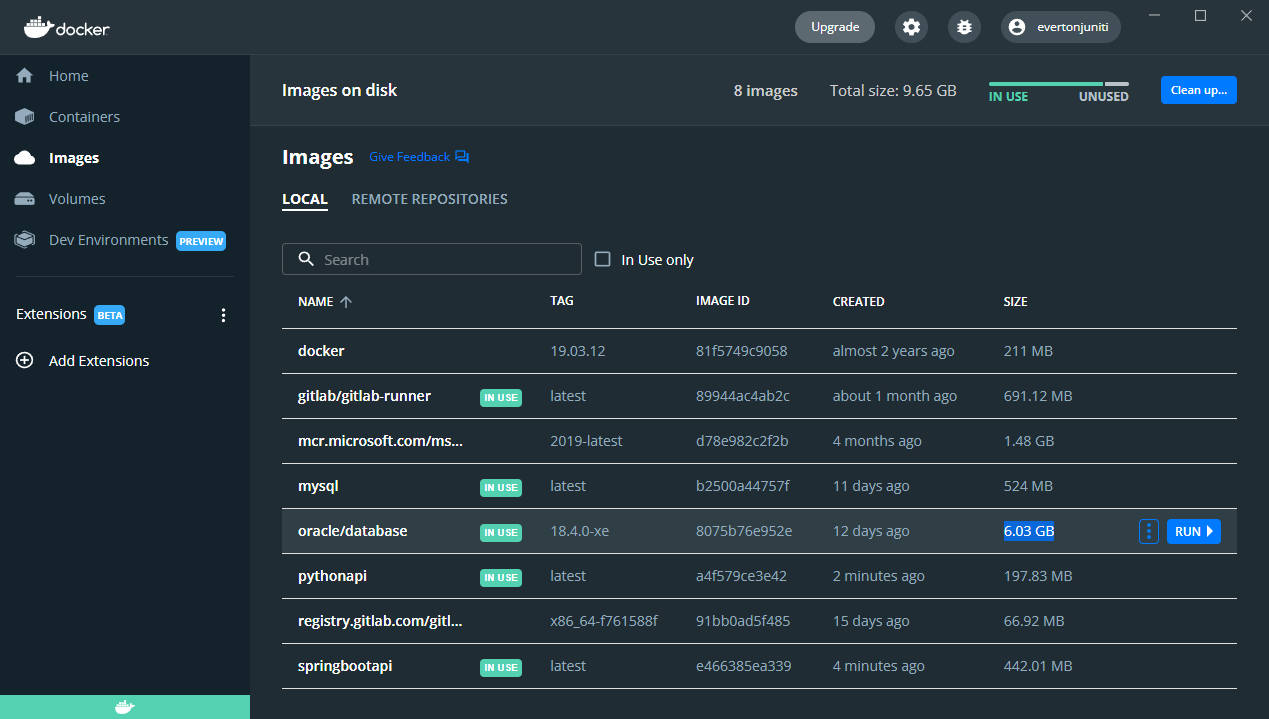 docker
Upgrade
evertonjuniti
Home
Containers
Images
Volumes
Dev Environments PREVIEW
Extensions BETA
Add Extensions
Images on disk
8 images
Total size: 9.65 GB
IN USE
UNUSED
Clean up...
Images
Give Feedback
LOCAL
REMOTE REPOSITORIES
Search
In Use only
NAME TAG IMAGE ID CREATED SIZE
docker 19.03.12 81f5749c9058 almost 2 years ago 211 MB
gitlab/gitlab-runner IN USE latest 89944ac4ab2c about 1 month ago 691.12 MB
mcr.microsoft.com/ms... 2019-latest d78e982c2f2b 4 months ago 1.48 GB
mysql IN USE latest b2500a44757f 11 days ago 524 MB
oracle/database IN USE 18.4.0-xe 8075b76e952e 12 days ago 6.03 GB RUN
pythonapi IN USE latest a4f579ce3e42 2 minutes ago 197.83 MB
registry.gitlab.com/gitl... x86_64-f761588f 91bb0ad5f485 15 days ago 66.92 MB
springbootapi IN USE latest e466385ea339 4 minutes ago 442.01 MB